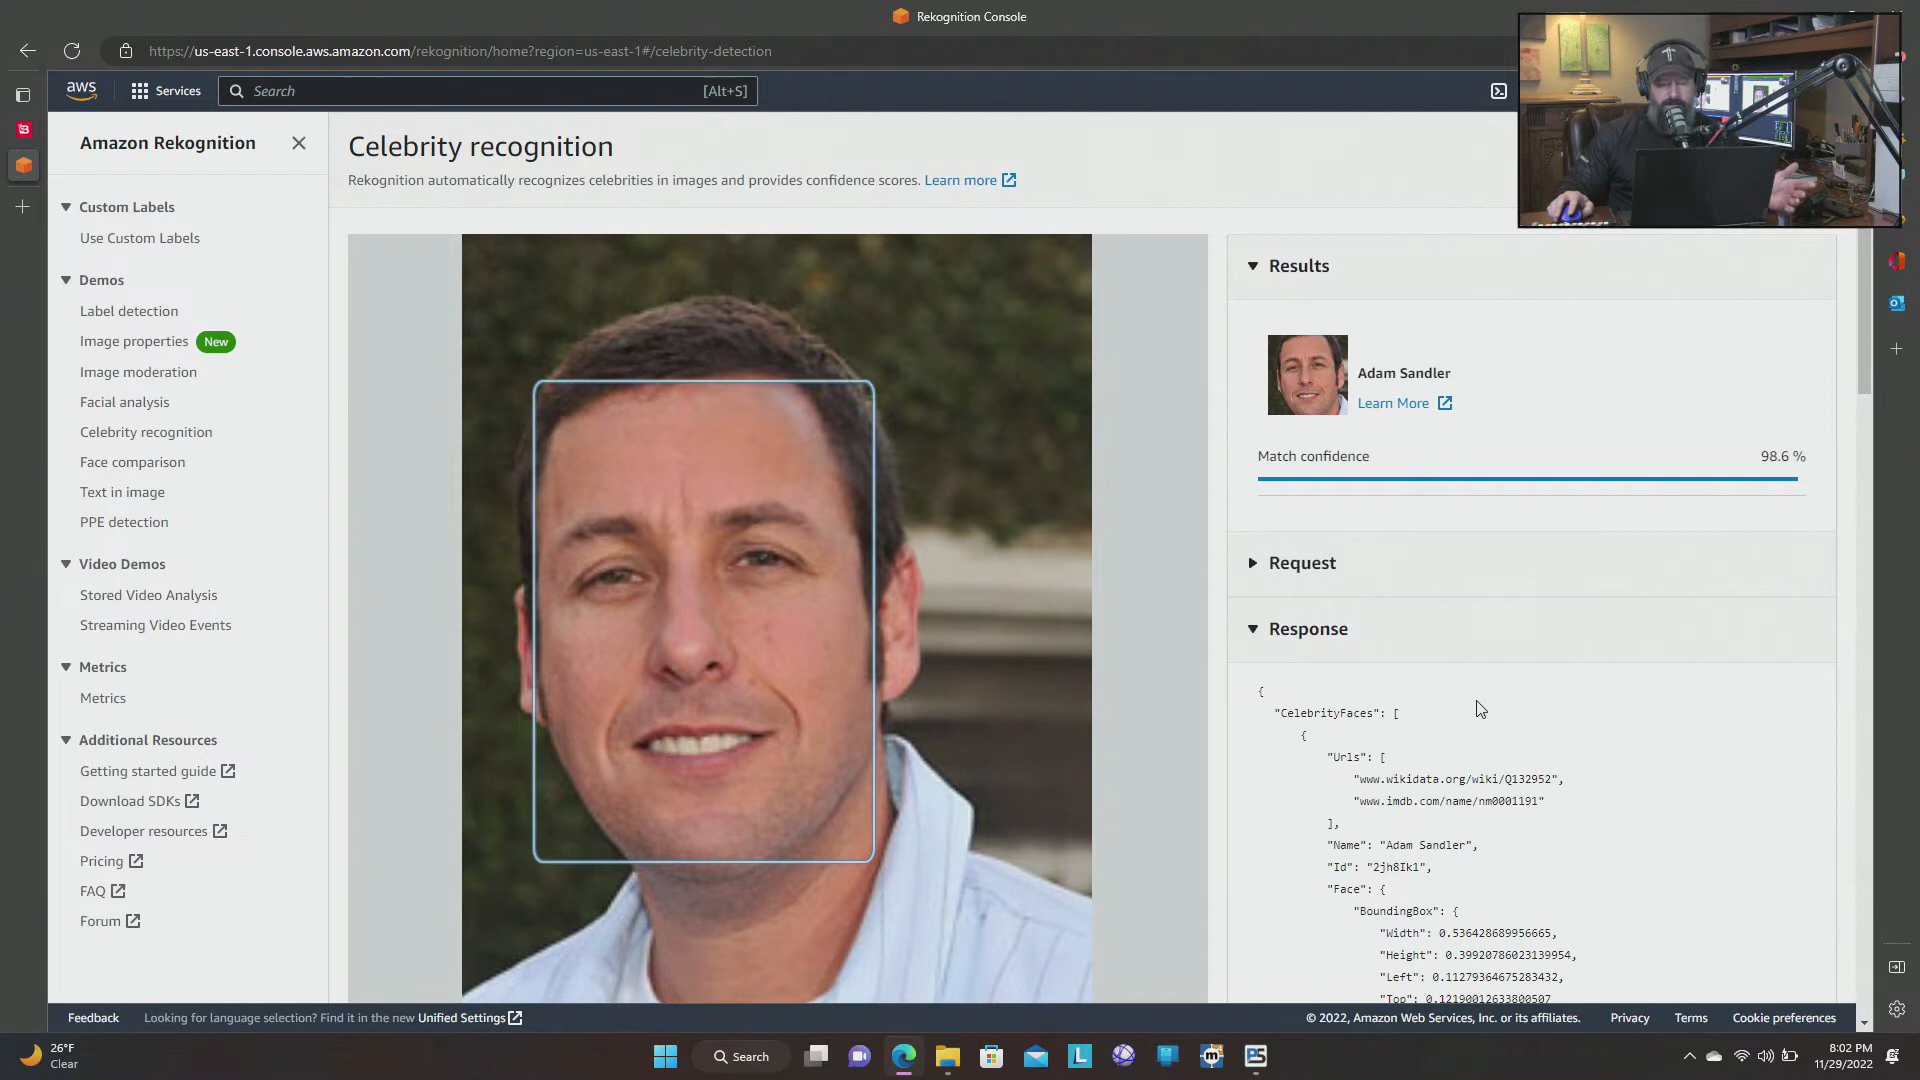 Rekognition Console
https://us-east-1.console.aws.amazon.com/rekognition/home?region=us-east-1#/celebrity-detection
aws
Services
Search
[Alt+S]
Amazon Rekognition
Custom Labels
Use Custom Labels
Demos
Label detection
Image properties New
Image moderation
Facial analysis
Celebrity recognition
Face comparison
Text in image
PPE detection
Video Demos
Stored Video Analysis
Streaming Video Events
Metrics
Metrics
Additional Resources
Getting started guide
Download SDKs
Developer resources
Pricing
FAQ
Forum
Celebrity recognition
Rekognition automatically recognizes celebrities in images and provides confidence scores. Learn more
Results
Adam Sandler
Learn More
Match confidence 98.6 %
Request
Response
{
"CelebrityFaces": [
{
"Urls": [
"www.wikidata.org/wiki/Q132952",
"www.imdb.com/name/nm0001191"
],
"Name": "Adam Sandler",
"Id": "2jh8Ik1",
"Face": {
"BoundingBox": {
"Width": 0.536428689956665,
"Height": 0.39920786023139954,
"Left": 0.11279364675283432,
"Top": 0.12190012633800507
Feedback
Looking for language selection? Find it in the new Unified Settings
© 2022, Amazon Web Services, Inc. or its affiliates.
Privacy
Terms
Cookie preferences
26°F
Clear
Search
8:02 PM
11/29/2022